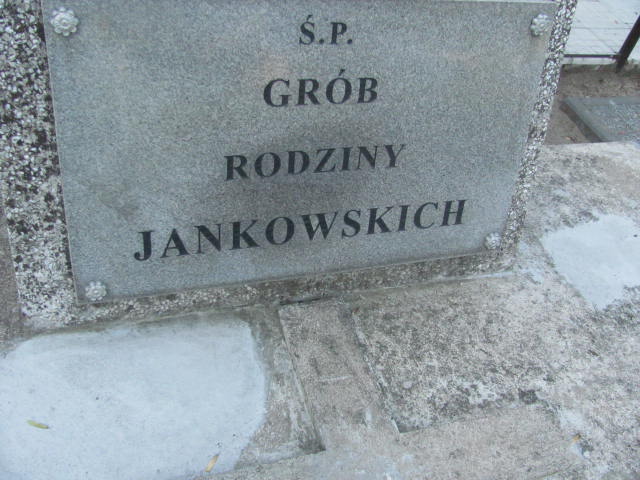 Ś.P.
GRÓB
RODZINY
JANKOWSKICH